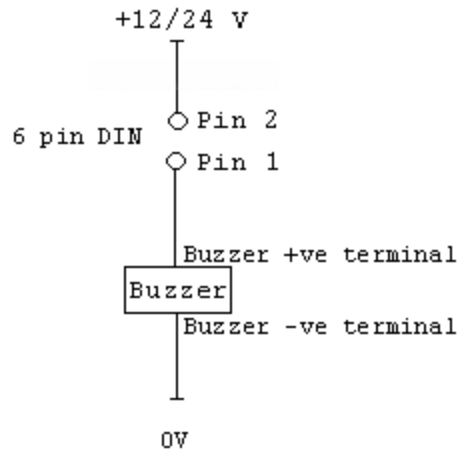 +12/24 V
Pin 2
6 pin DIN
Pin 1
Buzzer +ve terminal
Buzzer
Buzzer -ve terminal
0V